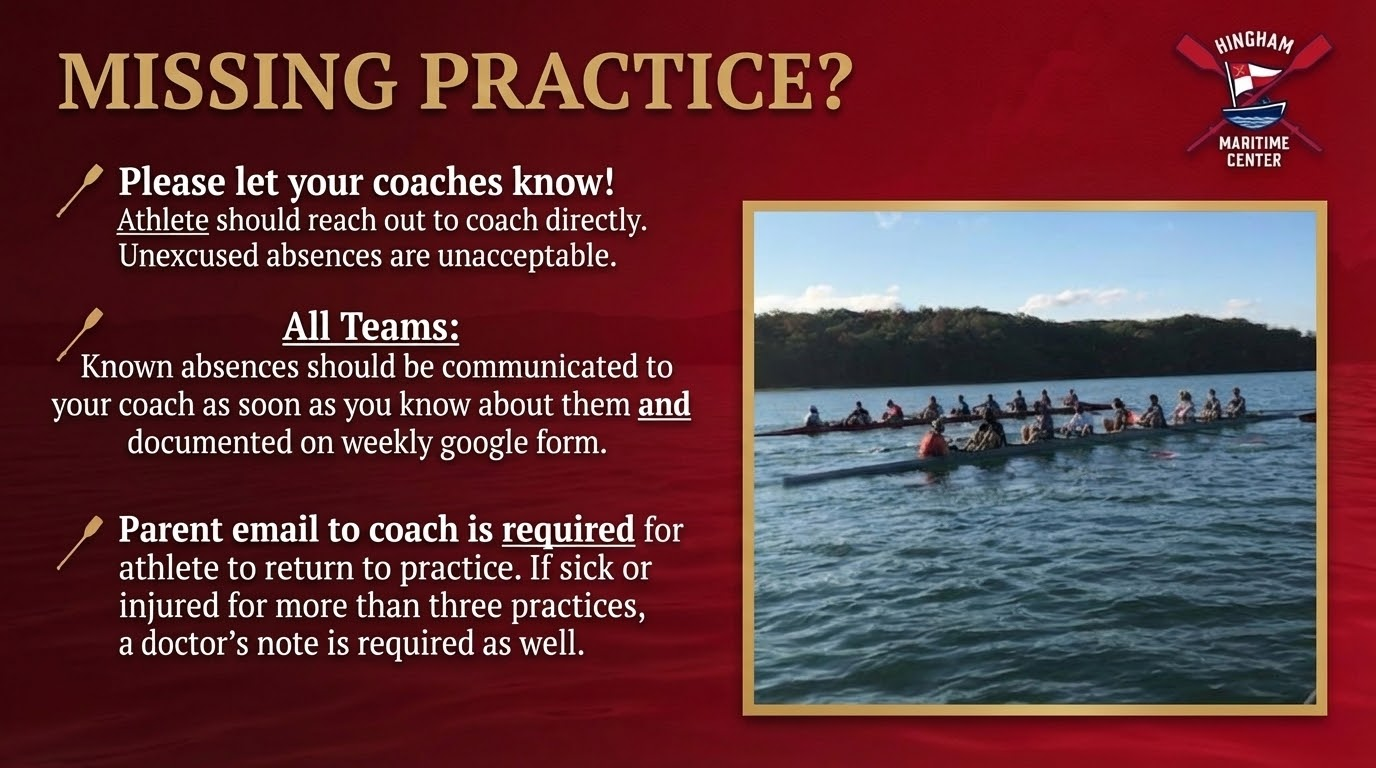 MISSING PRACTICE?
HINGHAM
MARITIME
CENTER
Please let your coaches know!
Athlete should reach out to coach directly.
Unexcused absences are unacceptable.
All Teams:
Known absences should be communicated to
your coach as soon as you know about them and
documented on weekly google form.
Parent email to coach is required for
athlete to return to practice. If sick or
injured for more than three practices,
a doctor’s note is required as well.